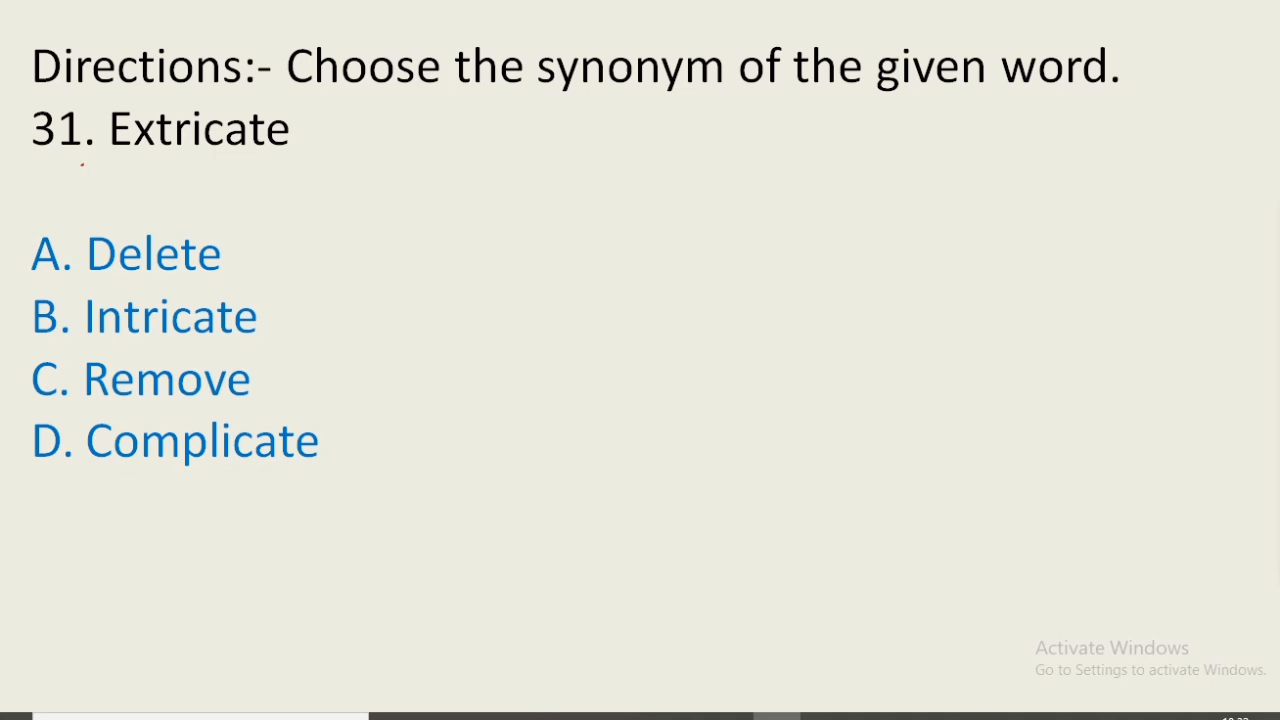 Directions:- Choose the synonym of the given word.
31. Extricate
A. Delete
B. Intricate
C. Remove
D. Complicate
Activate Windows
Go to Settings to activate Windows.